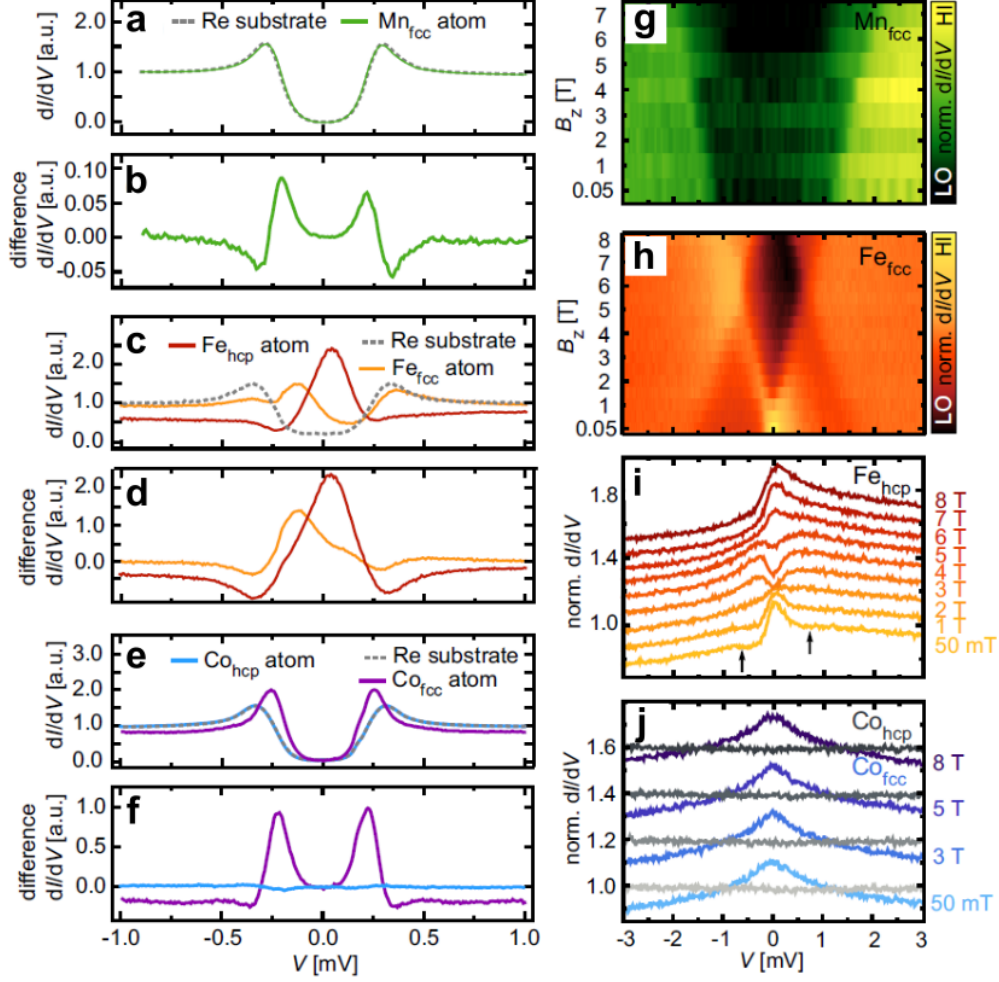 a
Re substrate
Mnfcc atom
dI/dV [a.u.]
2.0
1.0
0.0
b
difference
dI/dV [a.u.]
0.10
0.00
-0.05
c
Fehcp atom
Re substrate
Fefcc atom
dI/dV [a.u.]
2.0
1.0
0.0
d
difference
dI/dV [a.u.]
2.0
0.0
e
Cohcp atom
Re substrate
Cofcc atom
dI/dV [a.u.]
3.0
2.0
1.0
0.0
f
difference
dI/dV [a.u.]
1.0
0.0
-1.0 -0.5 0.0 0.5 1.0
V [mV]
g
Mnfcc
Bz [T]
7
6
5
4
3
2
1
0.05
LO norm. dI/dV HI
h
Fefcc
Bz [T]
8
7
6
5
4
3
2
1
0.05
LO norm. dI/dV HI
i
Fehcp
norm. dI/dV
1.8
1.4
1.0
8 T
7 T
6 T
5 T
4 T
3 T
2 T
1 T
50 mT
-3 -2 -1 0 1 2 3
j
Cohcp
Cofcc
norm. dI/dV
1.6
1.4
1.2
1.0
8 T
5 T
3 T
50 mT
-3 -2 -1 0 1 2 3
V [mV]